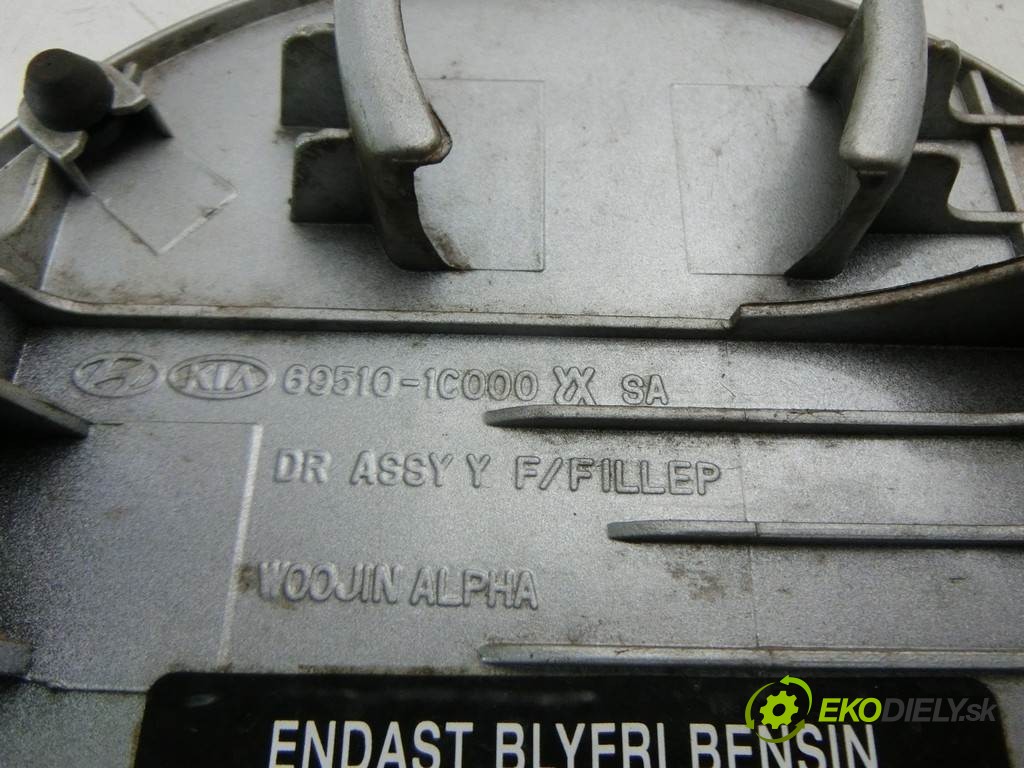 KIA 69510-1C000 XX SA
DR ASSY Y F/FILLEP
WOOJIN ALPHA
ENDAST BLYFRI BENSIN
EKODIELY.sk